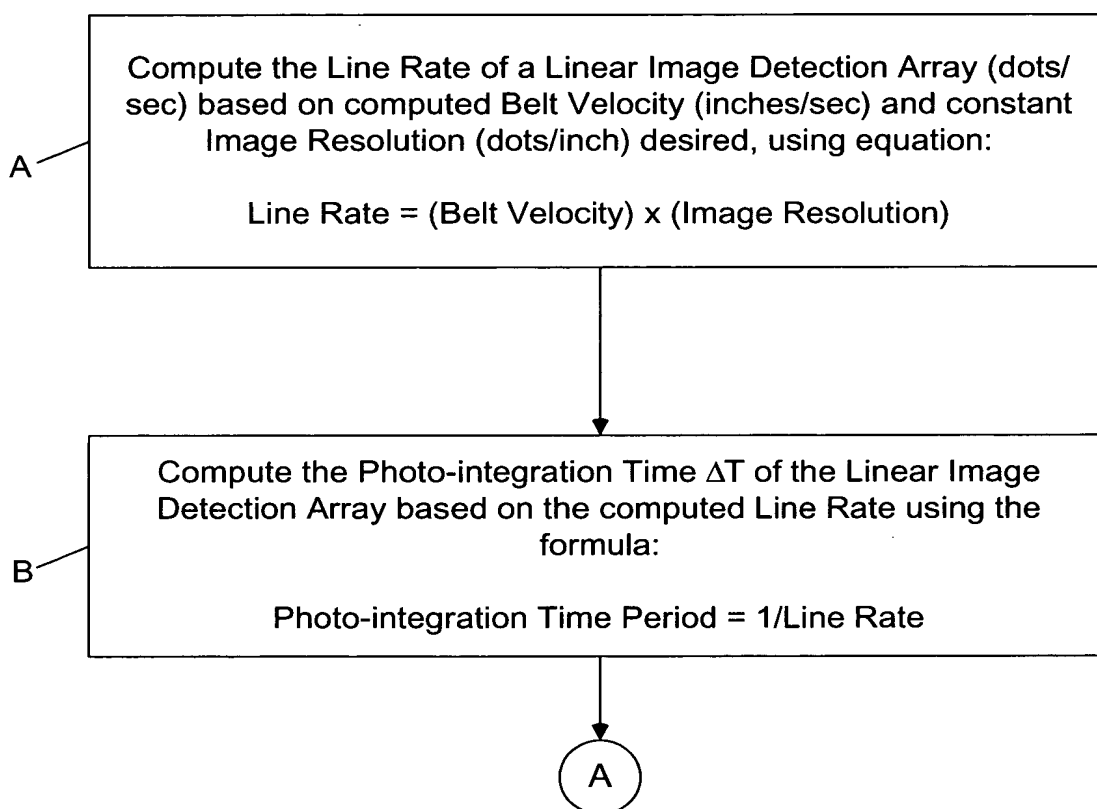 Compute the Line Rate of a Linear Image Detection Array (dots/
sec) based on computed Belt Velocity (inches/sec) and constant
Image Resolution (dots/inch) desired, using equation:
A
Line Rate = (Belt Velocity) x (Image Resolution)
Compute the Photo-integration Time ΔT of the Linear Image
Detection Array based on the computed Line Rate using the
formula:
B
Photo-integration Time Period = 1/Line Rate
A